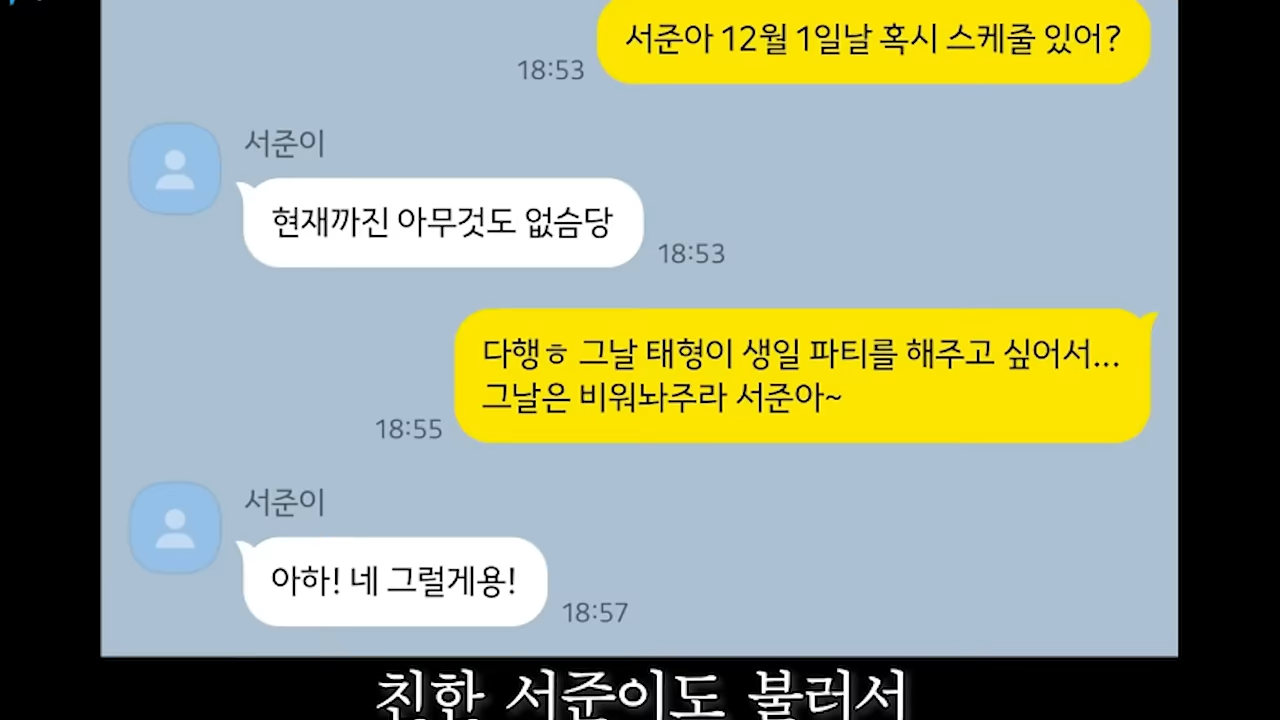 서준아 12월 1일날 혹시 스케줄 있어?
18:53
서준이
현재까진 아무것도 없슴당
18:53
다행ㅎ 그날 태형이 생일 파티를 해주고 싶어서...
그날은 비워놔주라 서준아~
18:55
서준이
아하! 네 그럴게용!
18:57
친한 서준이도 불러서